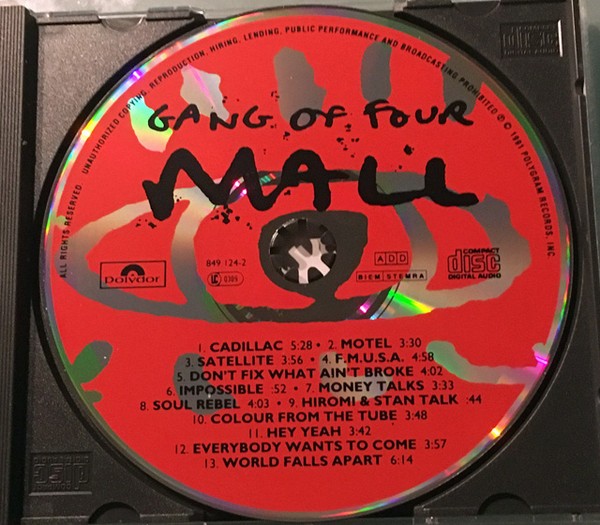 UNAUTHORIZED COPYING, REPRODUCTION, HIRING, LENDING, PUBLIC PERFORMANCE AND BROADCASTING PROHIBITED ℗ © 1991 POLYGRAM RECORDS, INC.
ALL RIGHTS RESERVED
GANG OF FOUR
MALL
849 124-2
polydor
LC 0309
ADD
BIEM STEMRA
COMPACT
disc
DIGITAL AUDIO
1. CADILLAC 5:28 • 2. MOTEL 3:30
3. SATELLITE 3:56 • 4. F.M.U.S.A. 4:58
5. DON'T FIX WHAT AIN'T BROKE 4:02
6. IMPOSSIBLE :52 • 7. MONEY TALKS 3:33
8. SOUL REBEL 4:03 • 9. HIROMI & STAN TALK :44
10. COLOUR FROM THE TUBE 3:48
11. HEY YEAH 3:42
12. EVERYBODY WANTS TO COME 3:57
13. WORLD FALLS APART 6:14